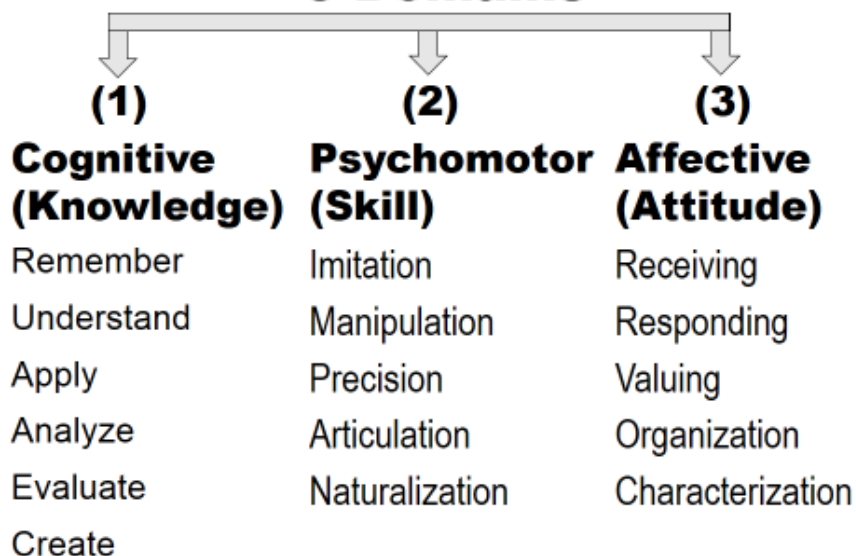 (1)
(2)
(3)
Cognitive
(Knowledge)
Psychomotor
(Skill)
Affective
(Attitude)
Remember
Understand
Apply
Analyze
Evaluate
Create
Imitation
Manipulation
Precision
Articulation
Naturalization
Receiving
Responding
Valuing
Organization
Characterization